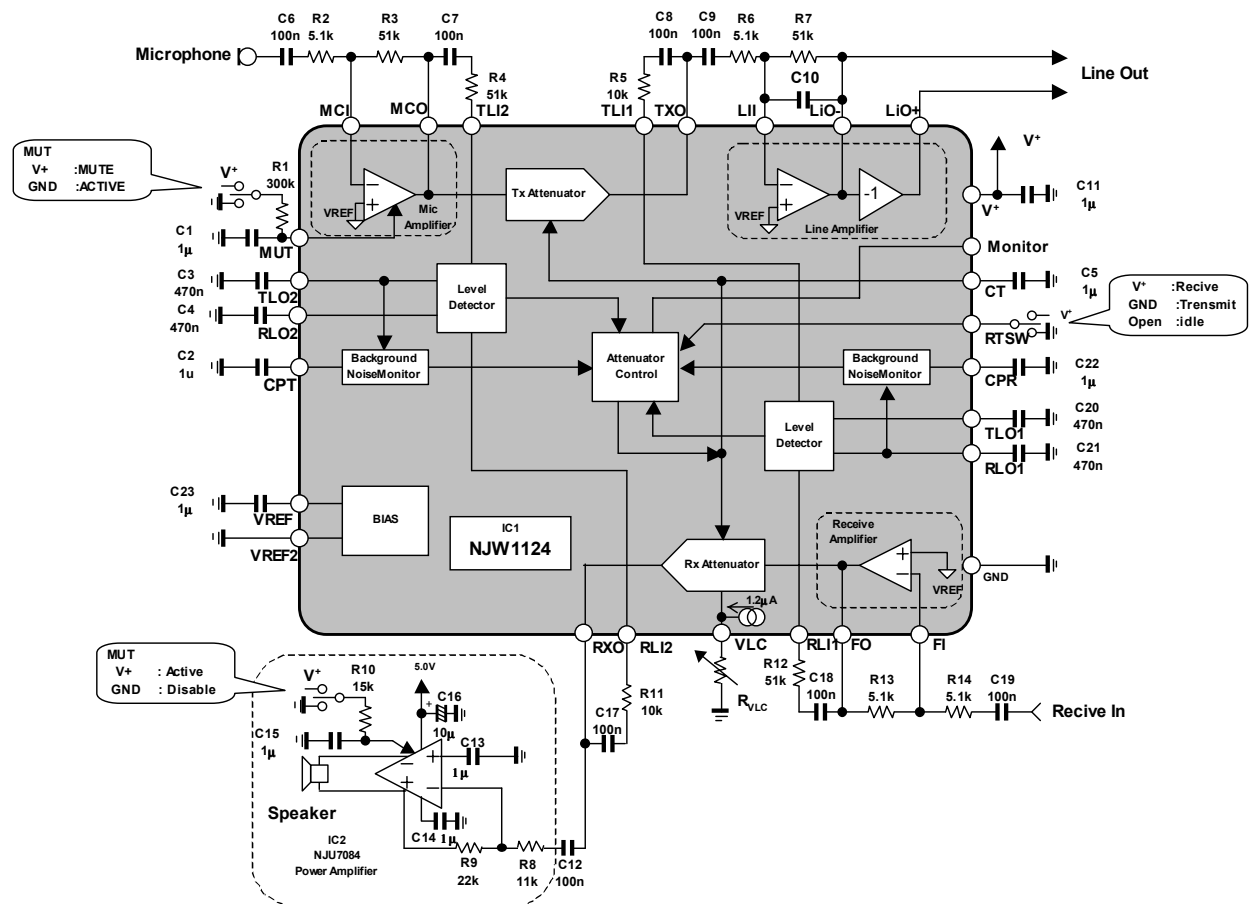 C6 R2 R3 C7
100n 5.1k 51k 100n
Microphone
R4
51k
MCI MCO TLI2
C8 C9 R6 R7
100n 100n 5.1k 51k
R5
10k
C10
TLI1 TXO LII LiO- LiO+
Line Out
MUT
V+ :MUTE
GND :ACTIVE
V+
R1
300k
C1
1µ
MUT
VREF
Mic
Amplifier
Tx Attenuator
VREF
-1
Line Amplifier
V+
V+
C11
1µ
Monitor
C3
470n
TLO2
C4
470n
RLO2
Level
Detector
CT
C5
1µ
V+ :Recive
GND :Transmit
Open :idle
V+
RTSW
C2
1u
CPT
Background
NoiseMonitor
Attenuator
Control
Background
NoiseMonitor
CPR
C22
1µ
Level
Detector
TLO1
C20
470n
RLO1
C21
470n
C23
1µ
VREF
VREF2
BIAS
IC1
NJW1124
Rx Attenuator
Receive
Amplifier
VREF
GND
1.2µA
RXO RLI2 VLC RLI1 FO FI
MUT
V+ : Active
GND : Disable
V+
R10
15k
5.0V
+
C16
10µ
C15
1µ
C13
1µ
C14 1µ
Speaker
IC2
NJU7084
Power Amplifier
R9
22k
R8
11k
C12
100n
C17
100n
R11
10k
RVLC
R12
51k
C18
100n
R13
5.1k
R14
5.1k
C19
100n
Recive In